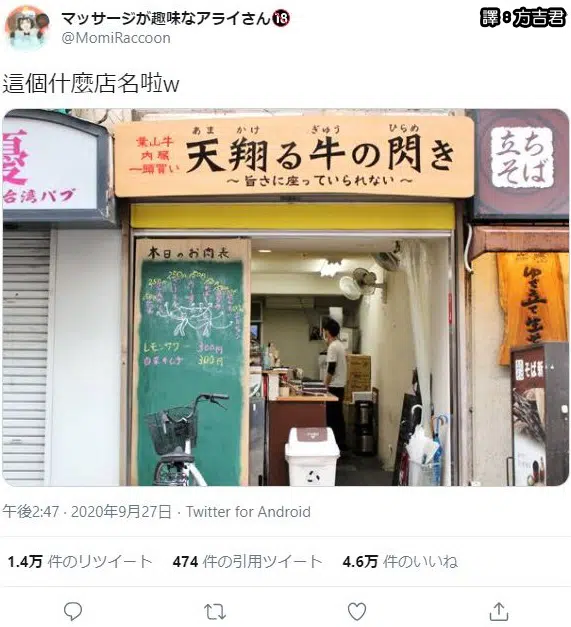 マッサージが趣味なアライさん🔞
@MomiRaccoon
譯8方吉君
這個什麼店名啦w
優
台湾パブ
葉山牛
内臓
一頭買い
あま かけ ぎゅう ひらめ
天翔る牛の閃き
～旨さに座っていられない～
立ち
そば
本日のお肉表
レモンサワー 300円
300円
そば新
午後2:47 · 2020年9月27日 · Twitter for Android
1.4万 件のリツイート 474 件の引用ツイート 4.6万 件のいいね